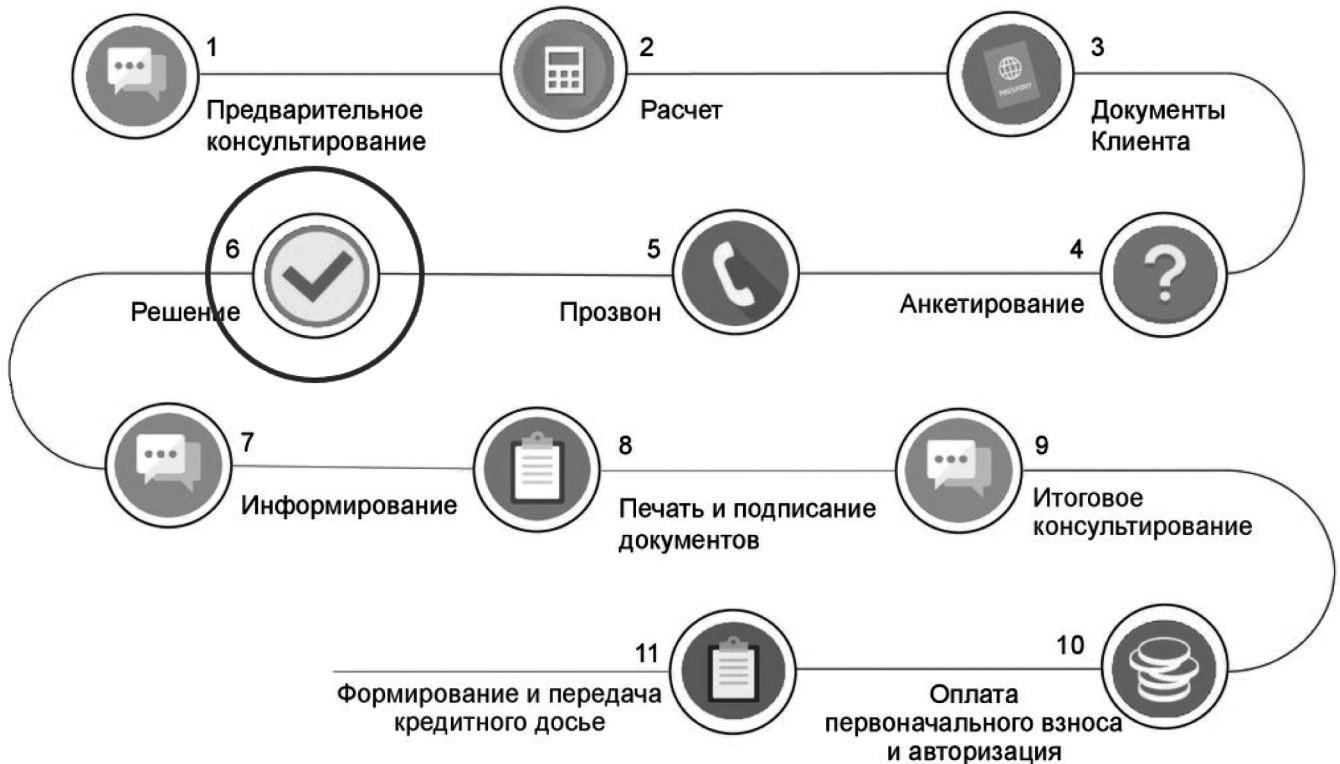 1
Предварительное
консультирование
2
Расчет
3
PASSPORT
Документы
Клиента
4
Анкетирование
5
Прозвон
6
Решение
7
Информирование
8
Печать и подписание
документов
9
Итоговое
консультирование
10
Оплата
первоначального взноса
и авторизация
11
Формирование и передача
кредитного досье